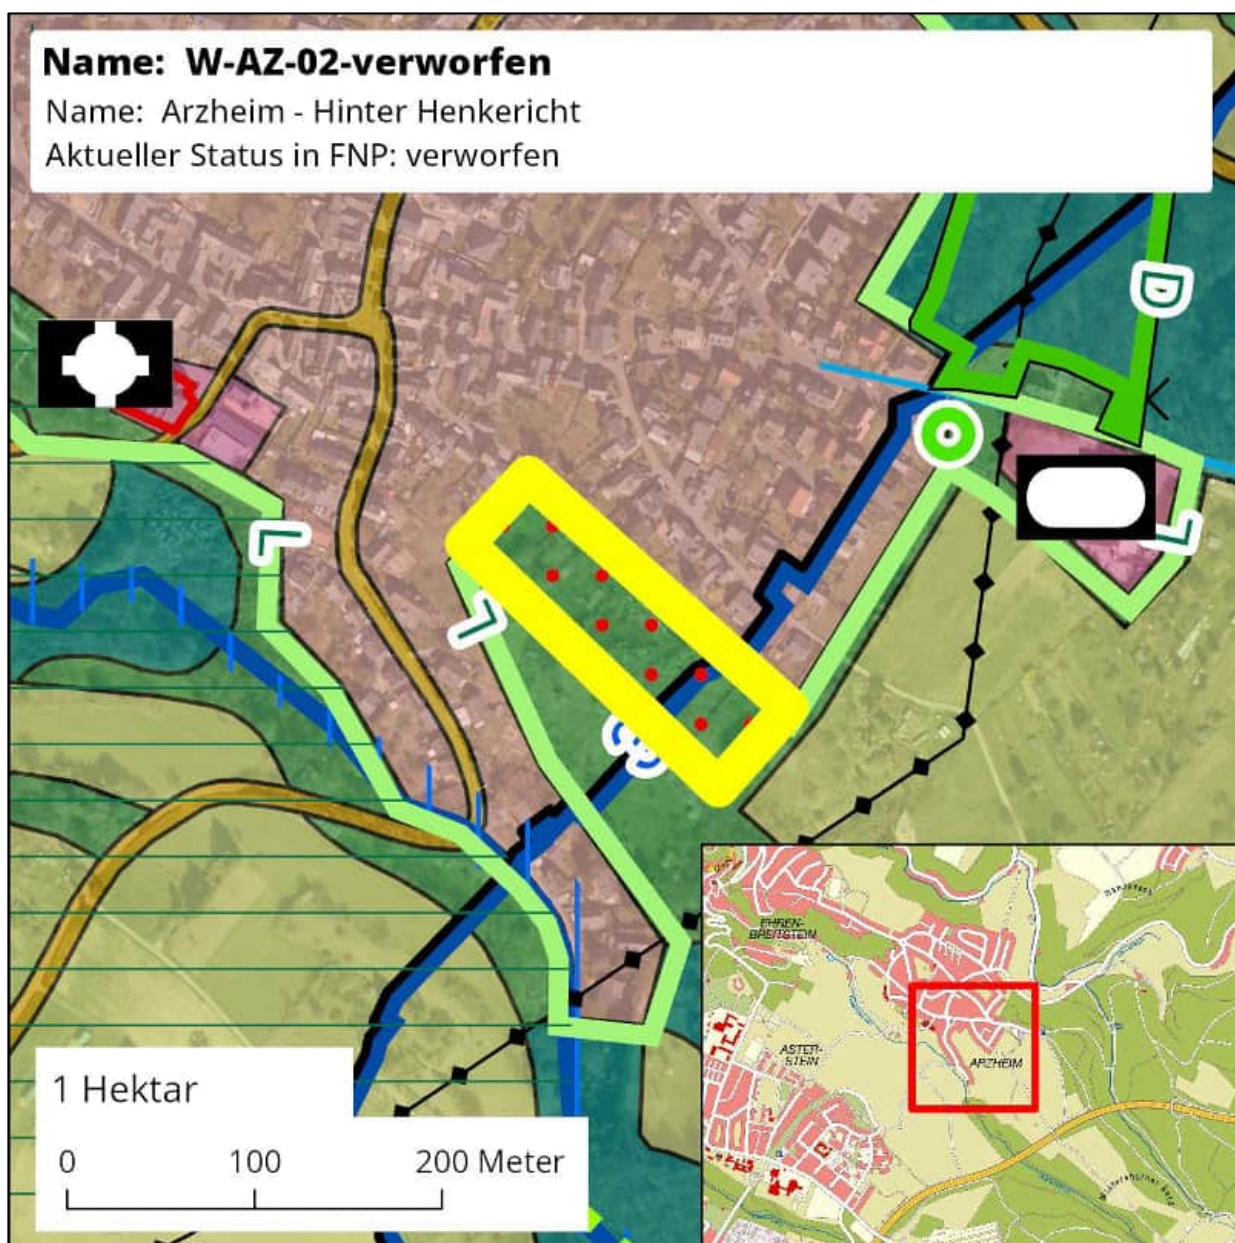 Name: W-AZ-02-verworfen
Name: Arzheim - Hinter Henkericht
Aktueller Status in FNP: verworfen
D
L
L
L
EHREN-
BREITSTEIN
ASTER-
STEIN
ARZHEIM
1 Hektar
0 100 200 Meter